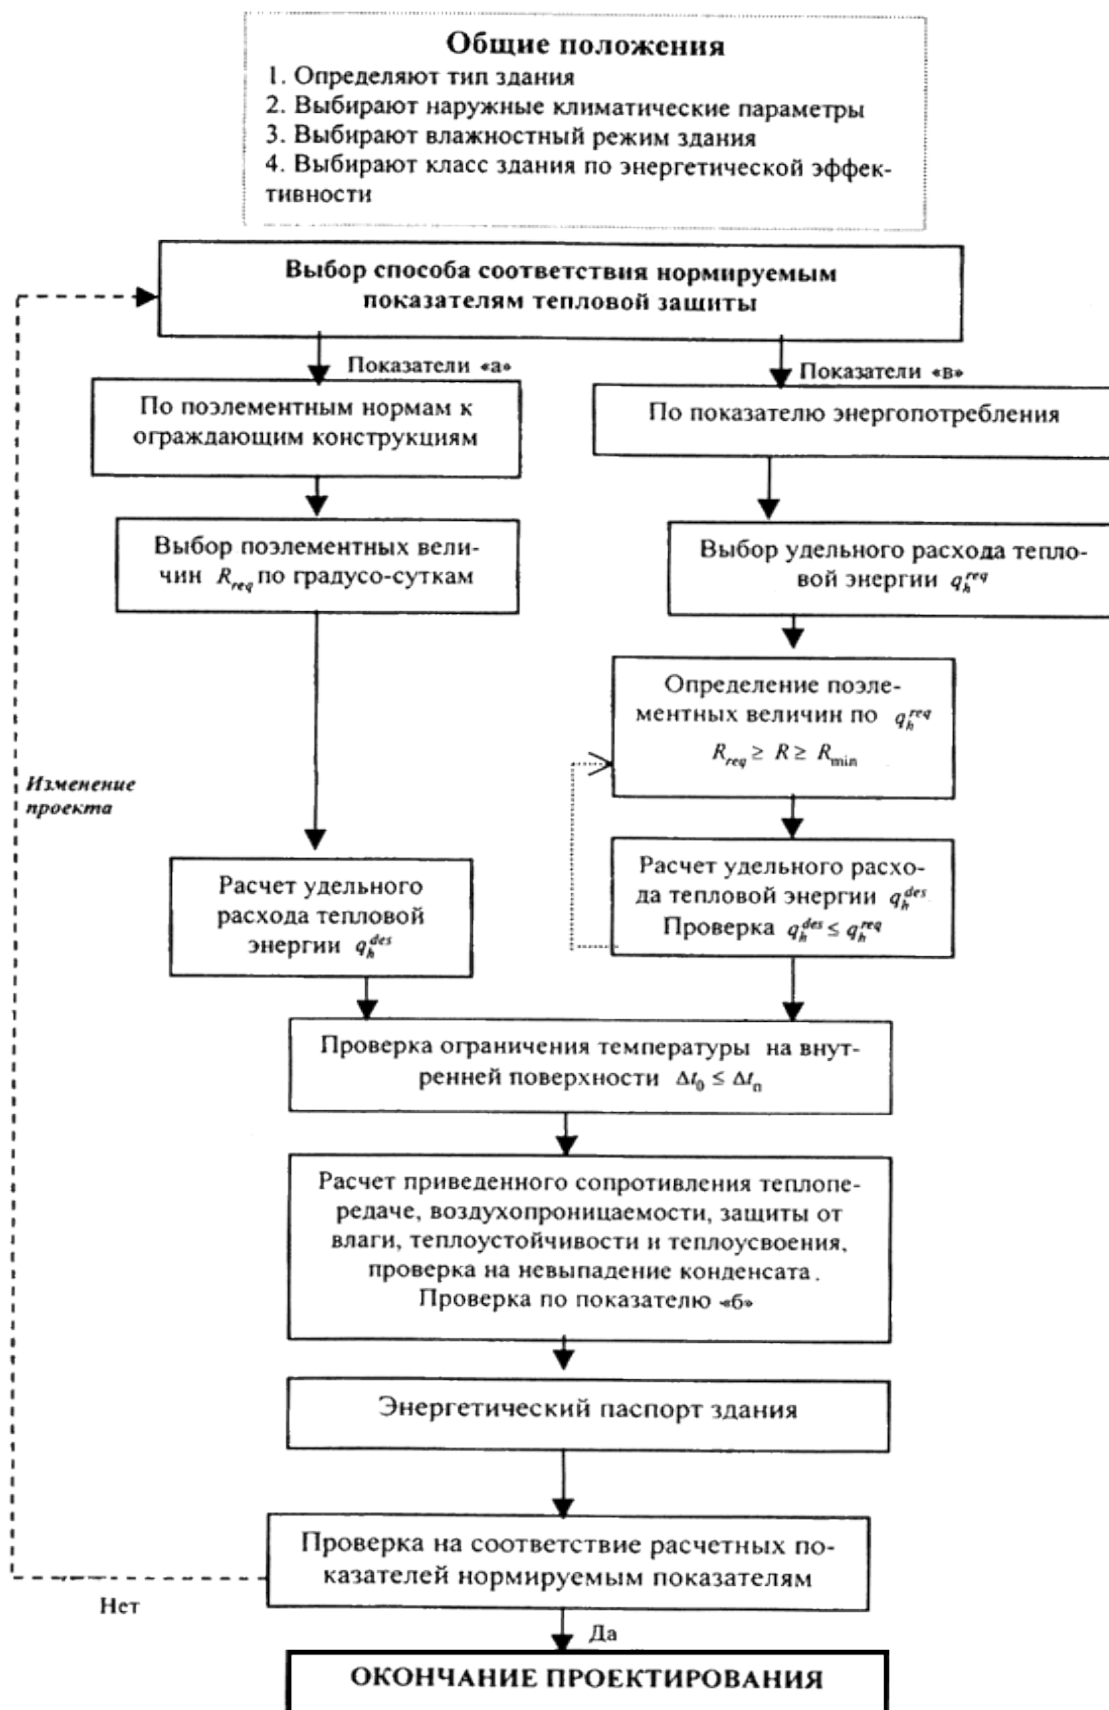 Общие положения
1. Определяют тип здания
2. Выбирают наружные климатические параметры
3. Выбирают влажностный режим здания
4. Выбирают класс здания по энергетической эффек-
тивности
Выбор способа соответствия нормируемым
показателям тепловой защиты
Показатели «а»
Показатели «в»
По поэлементным нормам к
ограждающим конструкциям
По показателю энергопотребления
Выбор поэлементных вели-
чин R_req по градусо-суткам
Выбор удельного расхода тепло-
вой энергии q_h^req
Определение поэле-
ментных величин по q_h^req
R_req ≥ R ≥ R_min
Изменение
проекта
Расчет удельного
расхода тепловой
энергии q_h^des
Расчет удельного расхо-
да тепловой энергии q_h^des
Проверка q_h^des ≤ q_h^req
Проверка ограничения температуры на внут-
ренней поверхности Δt_0 ≤ Δt_n
Расчет приведенного сопротивления теплопе-
редаче, воздухопроницаемости, защиты от
влаги, теплоустойчивости и теплоусвоения,
проверка на невыпадение конденсата.
Проверка по показателю «б»
Энергетический паспорт здания
Проверка на соответствие расчетных по-
казателей нормируемым показателям
Нет
Да
ОКОНЧАНИЕ ПРОЕКТИРОВАНИЯ